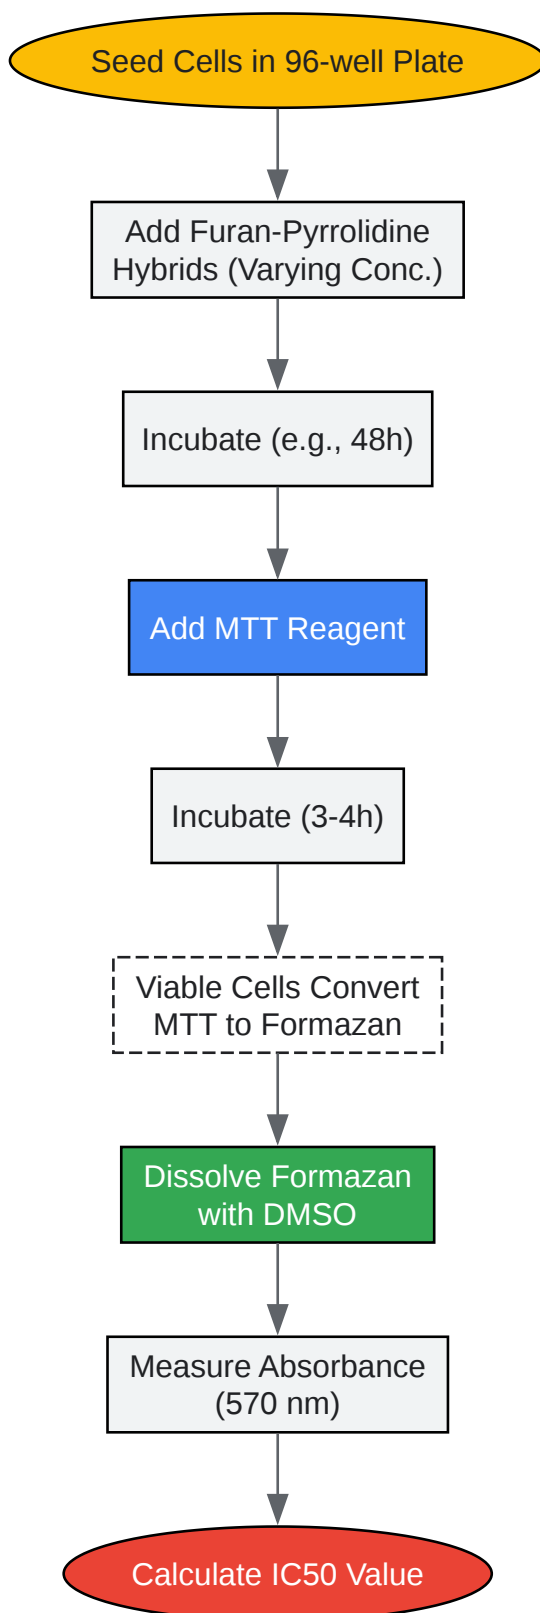 Seed Cells in 96-well Plate
Add Furan-Pyrrolidine
Hybrids (Varying Conc.)
Incubate (e.g., 48h)
Add MTT Reagent
Incubate (3-4h)
Viable Cells Convert
MTT to Formazan
Dissolve Formazan
with DMSO
Measure Absorbance
(570 nm)
Calculate IC50 Value